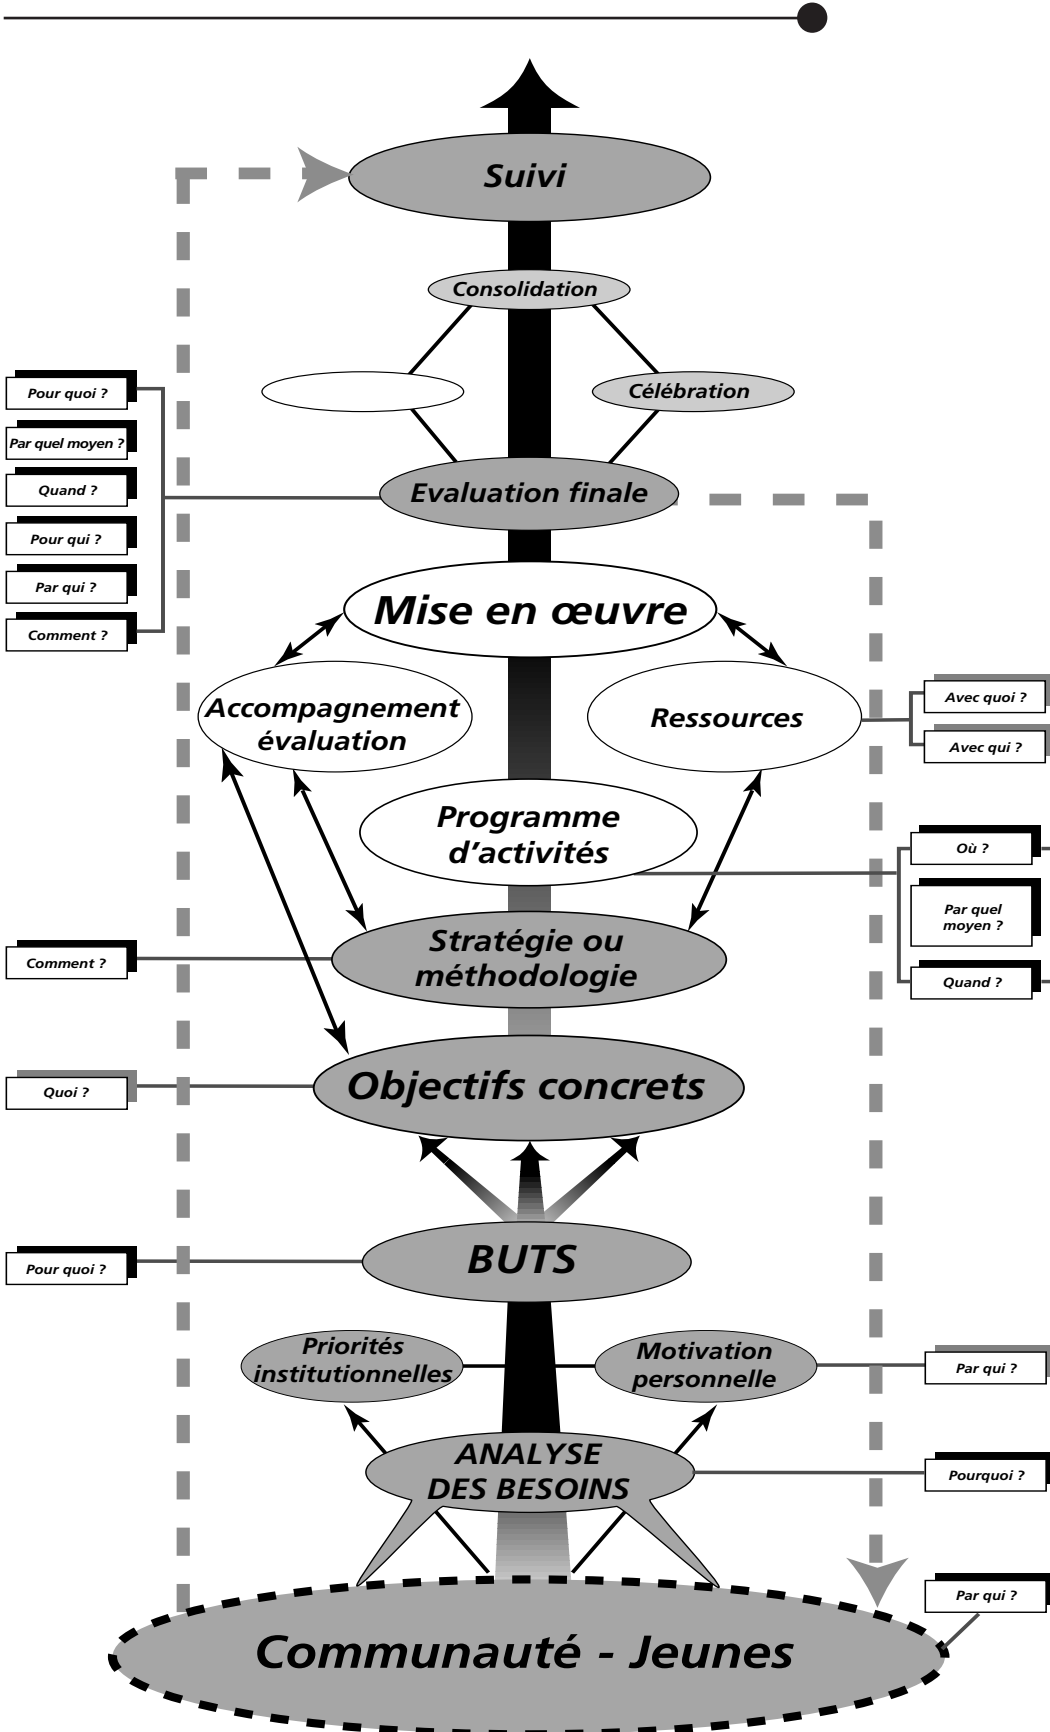 Suivi
Consolidation
Célébration
Pour quoi ?
Par quel moyen ?
Quand ?
Pour qui ?
Par qui ?
Comment ?
Evaluation finale
Mise en œuvre
Accompagnement
évaluation
Ressources
Avec quoi ?
Avec qui ?
Programme
d'activités
Où ?
Par quel
moyen ?
Quand ?
Stratégie ou
méthodologie
Comment ?
Objectifs concrets
Quoi ?
BUTS
Pour quoi ?
Priorités
institutionnelles
Motivation
personnelle
Par qui ?
ANALYSE
DES BESOINS
Pourquoi ?
Par qui ?
Communauté - Jeunes